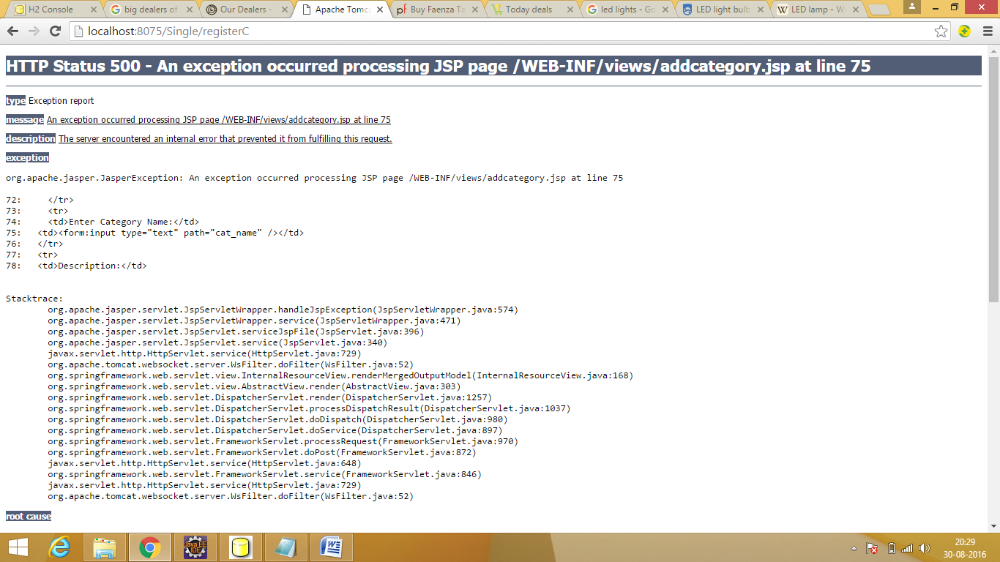 H2 Console
big dealers of
Our Dealers -
Apache Tomc
Buy Faenza Ta
Today deals
led lights - Go
LED light bulb
LED lamp - Wi
localhost:8075/Single/registerC
HTTP Status 500 - An exception occurred processing JSP page /WEB-INF/views/addcategory.jsp at line 75
type Exception report
message An exception occurred processing JSP page /WEB-INF/views/addcategory.jsp at line 75
description The server encountered an internal error that prevented it from fulfilling this request.
exception
org.apache.jasper.JasperException: An exception occurred processing JSP page /WEB-INF/views/addcategory.jsp at line 75
72: </tr>
73: <tr>
74: <td>Enter Category Name:</td>
75: <td><form:input type="text" path="cat_name" /></td>
76: </tr>
77: <tr>
78: <td>Description:</td>
Stacktrace:
org.apache.jasper.servlet.JspServletWrapper.handleJspException(JspServletWrapper.java:574)
org.apache.jasper.servlet.JspServletWrapper.service(JspServletWrapper.java:471)
org.apache.jasper.servlet.JspServlet.serviceJspFile(JspServlet.java:396)
org.apache.jasper.servlet.JspServlet.service(JspServlet.java:340)
javax.servlet.http.HttpServlet.service(HttpServlet.java:729)
org.apache.tomcat.websocket.server.WsFilter.doFilter(WsFilter.java:52)
org.springframework.web.servlet.view.InternalResourceView.renderMergedOutputModel(InternalResourceView.java:168)
org.springframework.web.servlet.view.AbstractView.render(AbstractView.java:303)
org.springframework.web.servlet.DispatcherServlet.render(DispatcherServlet.java:1257)
org.springframework.web.servlet.DispatcherServlet.processDispatchResult(DispatcherServlet.java:1037)
org.springframework.web.servlet.DispatcherServlet.doDispatch(DispatcherServlet.java:980)
org.springframework.web.servlet.DispatcherServlet.doService(DispatcherServlet.java:897)
org.springframework.web.servlet.FrameworkServlet.processRequest(FrameworkServlet.java:970)
org.springframework.web.servlet.FrameworkServlet.doPost(FrameworkServlet.java:872)
javax.servlet.http.HttpServlet.service(HttpServlet.java:648)
org.springframework.web.servlet.FrameworkServlet.service(FrameworkServlet.java:846)
javax.servlet.http.HttpServlet.service(HttpServlet.java:729)
org.apache.tomcat.websocket.server.WsFilter.doFilter(WsFilter.java:52)
root cause
Java EE
IDE
20:29
30-08-2016